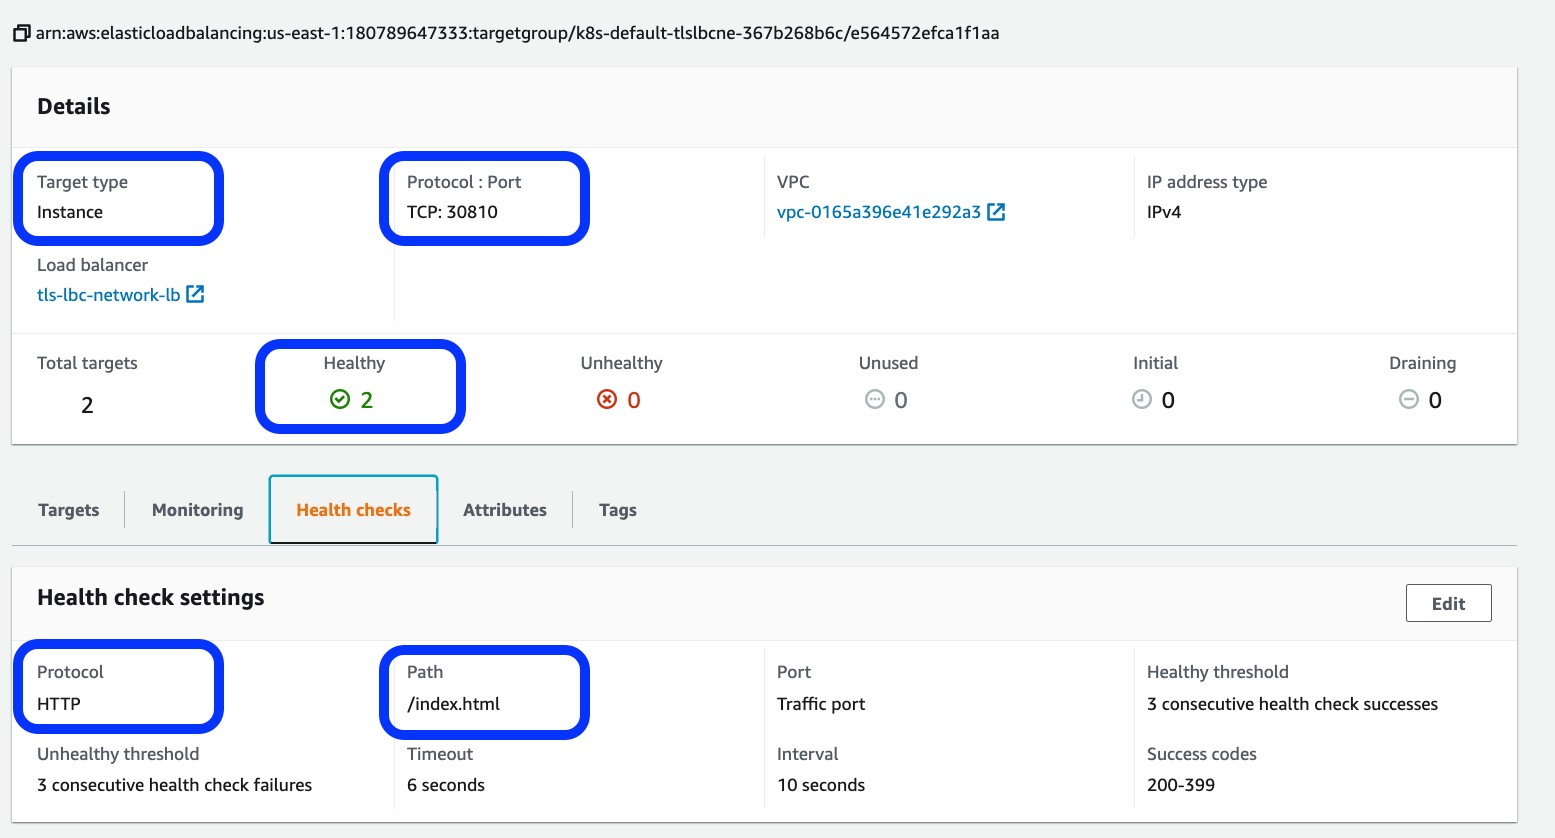 arn:aws:elasticloadbalancing:us-east-1:180789647333:targetgroup/k8s-default-tlslbcne-367b268b6c/e564572efca1f1aa
Details
Target type
Instance
Protocol : Port
TCP: 30810
VPC
vpc-0165a396e41e292a3
IP address type
IPv4
Load balancer
tls-lbc-network-lb
Total targets
2
Healthy
2
Unhealthy
0
Unused
0
Initial
0
Draining
0
Targets
Monitoring
Health checks
Attributes
Tags
Health check settings
Edit
Protocol
HTTP
Path
/index.html
Port
Traffic port
Healthy threshold
3 consecutive health check successes
Unhealthy threshold
3 consecutive health check failures
Timeout
6 seconds
Interval
10 seconds
Success codes
200-399